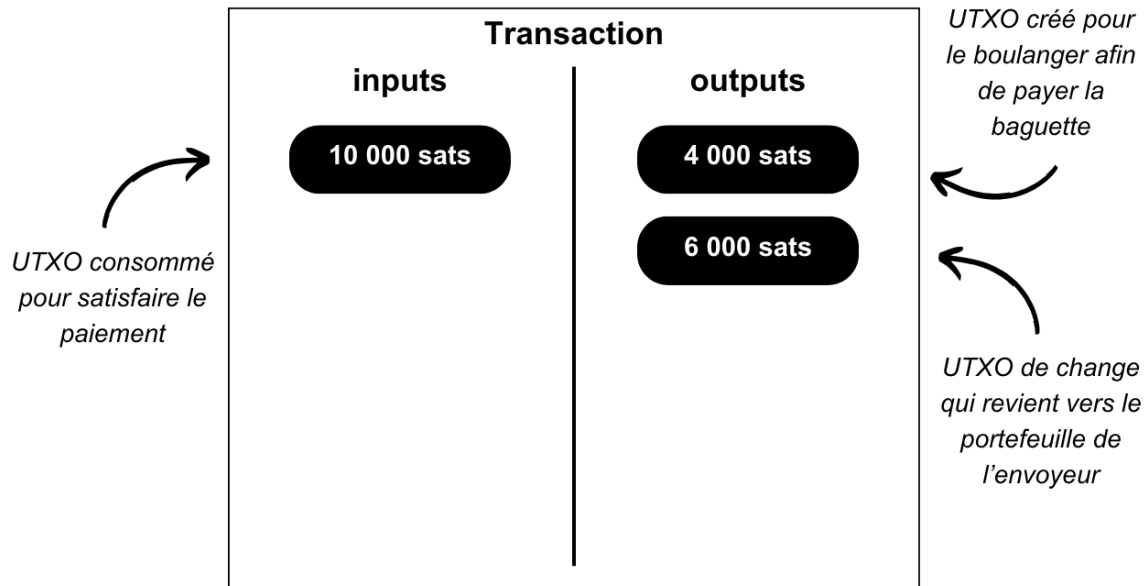 Transaction
inputs
outputs
10 000 sats
4 000 sats
6 000 sats
UTXO consommé
pour satisfaire le
paiement
UTXO créé pour
le boulanger afin
de payer la
baguette
UTXO de change
qui revient vers le
portefeuille de
l'envoyeur